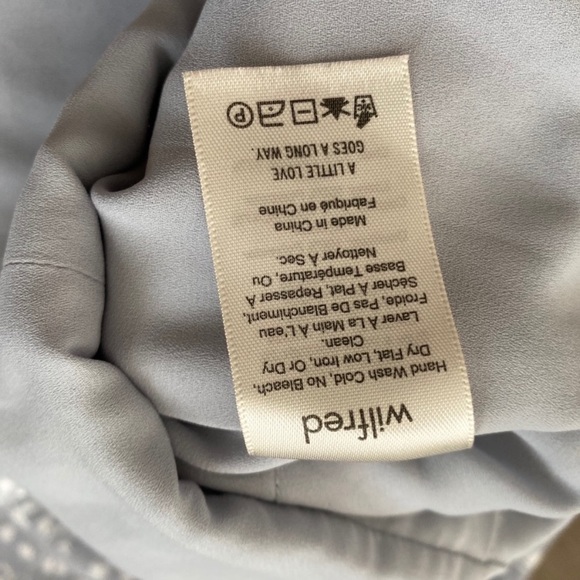 wilfred
Hand Wash Cold, No Bleach,
Dry Flat, Low Iron, Or Dry
Clean.
Laver À La Main À L'eau
Froide, Pas De Blanchiment,
Sécher À Plat, Repasser À
Basse Température, Ou
Nettoyer À Sec.
Made in China
Fabriqué en Chine
A LITTLE LOVE
GOES A LONG WAY.
P